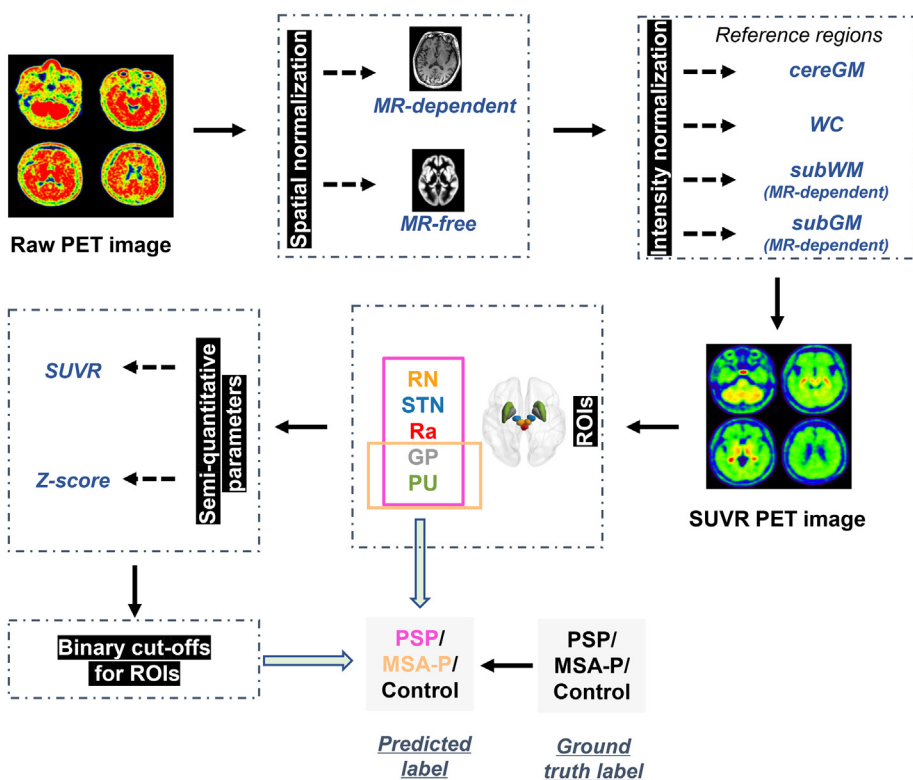 Raw PET image
Spatial normalization
MR-dependent
MR-free
Intensity normalization
Reference regions
cereGM
WC
subWM
(MR-dependent)
subGM
(MR-dependent)
SUVR PET image
ROIs
RN
STN
Ra
GP
PU
Semi-quantitative
parameters
SUVR
Z-score
Binary cut-offs
for ROIs
PSP/
MSA-P/
Control
Predicted
label
PSP/
MSA-P/
Control
Ground
truth label